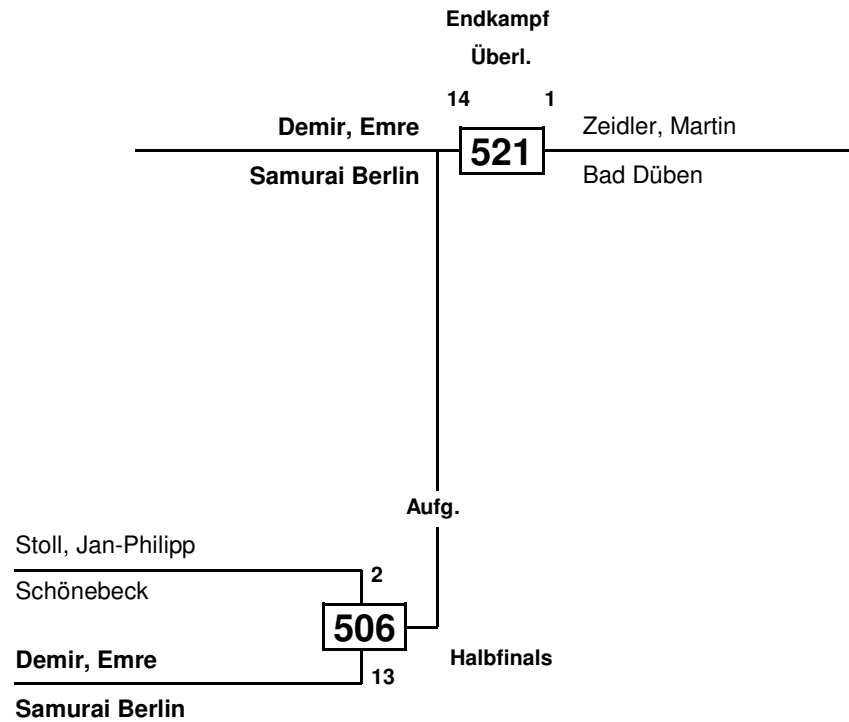 Endkampf
Überl.
14 1
Demir, Emre 521 Zeidler, Martin
Samurai Berlin Bad Düben
Aufg.
Stoll, Jan-Philipp
2
Schönebeck
506
Demir, Emre Halbfinals
13
Samurai Berlin